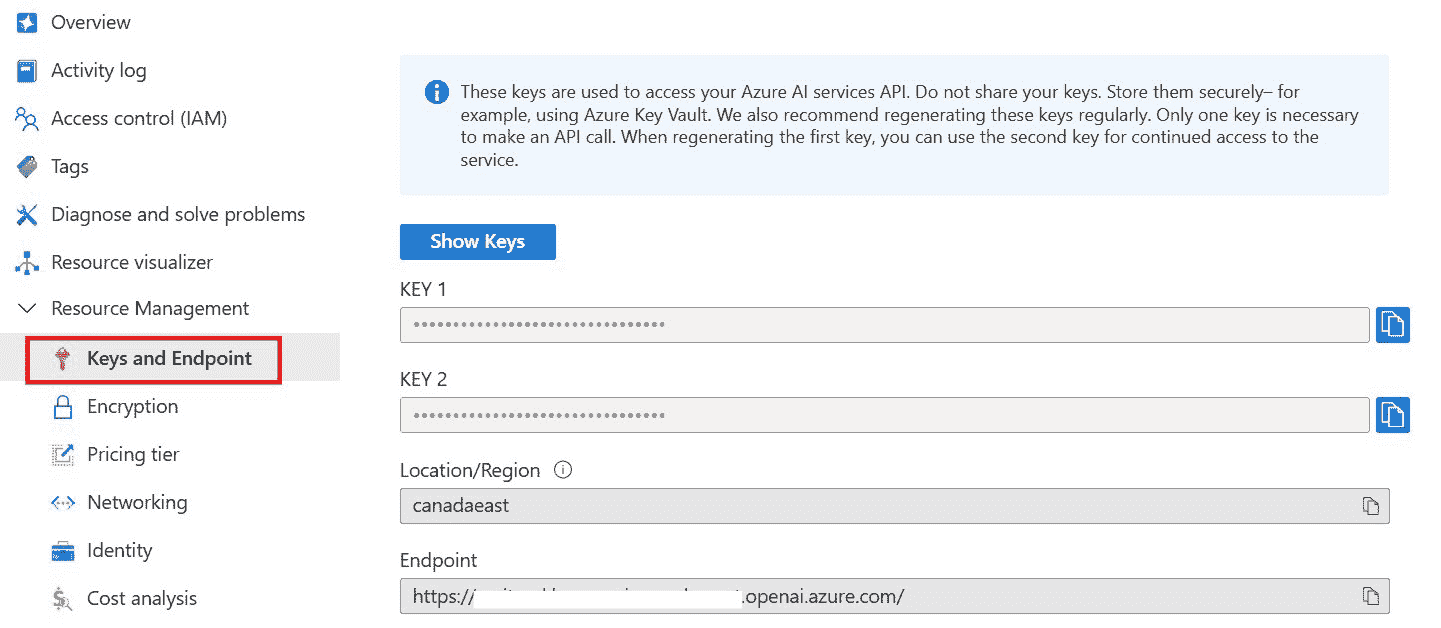 Overview
Activity log
Access control (IAM)
Tags
Diagnose and solve problems
Resource visualizer
Resource Management
Keys and Endpoint
Encryption
Pricing tier
Networking
Identity
Cost analysis
These keys are used to access your Azure AI services API. Do not share your keys. Store them securely– for
example, using Azure Key Vault. We also recommend regenerating these keys regularly. Only one key is necessary
to make an API call. When regenerating the first key, you can use the second key for continued access to the
service.
Show Keys
KEY 1
••••••••••••••••••••••••••••••••
KEY 2
••••••••••••••••••••••••••••••••
Location/Region
canadaeast
Endpoint
https:// .openai.azure.com/